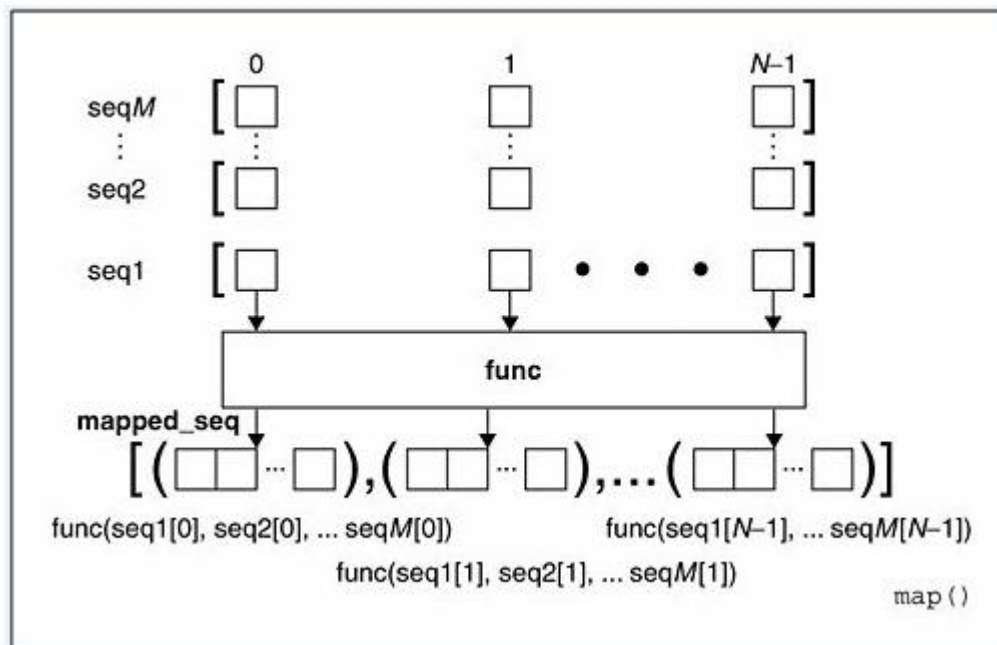 0 1 N–1
seqM [ ]
⋮ ⋮ ⋮ ⋮
seq2 [ ]
seq1 [ • • • ]
func
mapped_seq
[( ... ),( ... ),...( ... )]
func(seq1[0], seq2[0], ... seqM[0]) func(seq1[N–1], ... seqM[N–1])
func(seq1[1], seq2[1], ... seqM[1])
map()